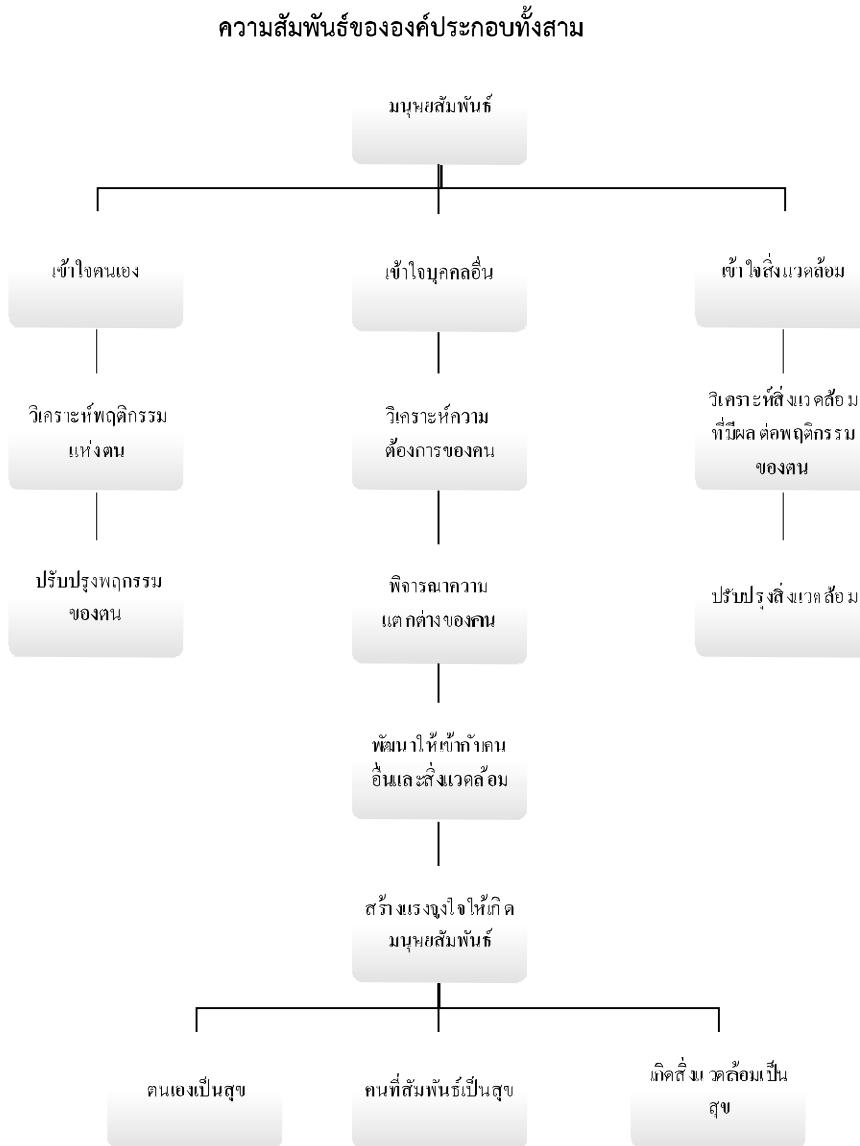 ความสัมพันธ์ขององค์ประกอบทั้งสาม
มนุษยสัมพันธ์
เข้าใจตนเอง
เข้าใจบุคคลอื่น
เข้าใจสิ่งแวดล้อม
วิเคราะห์พฤติกรรม
แห่งตน
วิเคราะห์ความ
ต้องการของคน
วิเคราะห์สิ่งแวดล้อม
ที่มีผลต่อพฤติกรรม
ของตน
ปรับปรุงพฤกรรม
ของตน
พิจารณาความ
แตกต่างของคน
ปรับปรุงสิ่งแวดล้อม
พัฒนาให้เข้ากับคน
อื่นและสิ่งแวดล้อม
สร้างแรงจูงใจให้เกิด
มนุษยสัมพันธ์
ตนเองเป็นสุข
คนที่สัมพันธ์เป็นสุข
เกิดสิ่งแวดล้อมเป็น
สุข